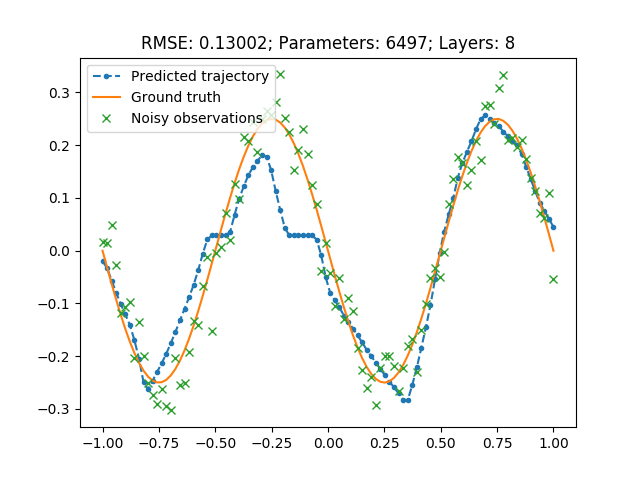 RMSE: 0.13002; Parameters: 6497; Layers: 8
Predicted trajectory
Ground truth
Noisy observations
0.3
0.2
0.1
0.0
−0.1
−0.2
−0.3
−1.00 −0.75 −0.50 −0.25 0.00 0.25 0.50 0.75 1.00